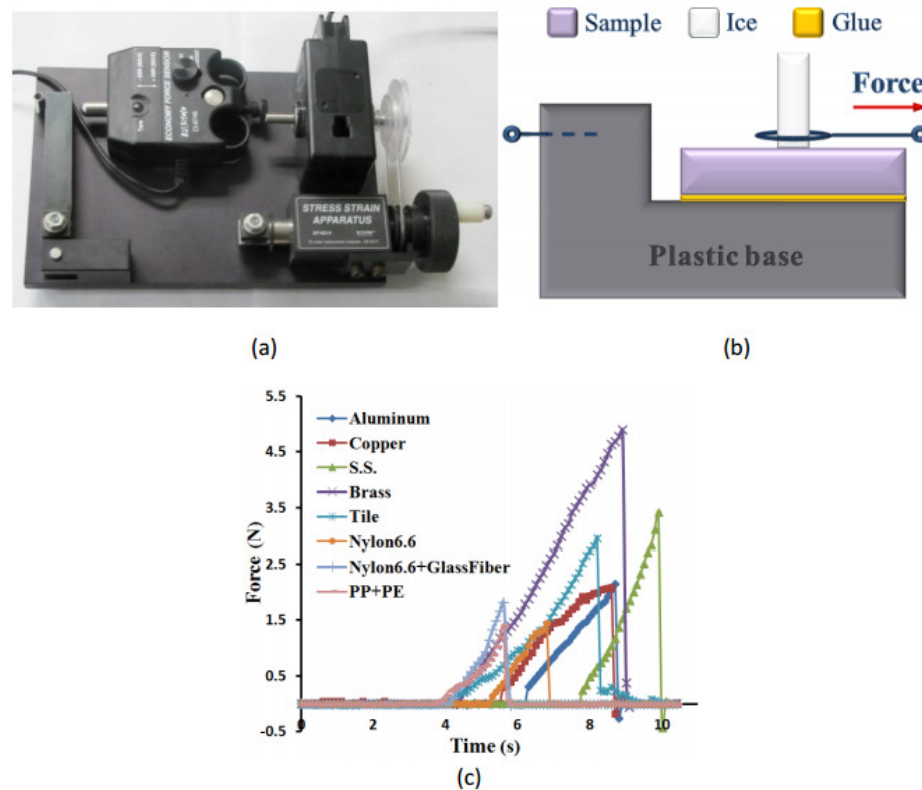 Sample Ice Glue
ECONOMY FORCE SENSOR
STRESS STRAIN
APPARATUS
Force
Plastic base
(a)
(b)
5.5
4.5
3.5
2.5
1.5
0.5
-0.5
Force (N)
Aluminum
Copper
S.S.
Brass
Tile
Nylon6.6
Nylon6.6+GlassFiber
PP+PE
0 2 4 6 8 10
Time (s)
(c)